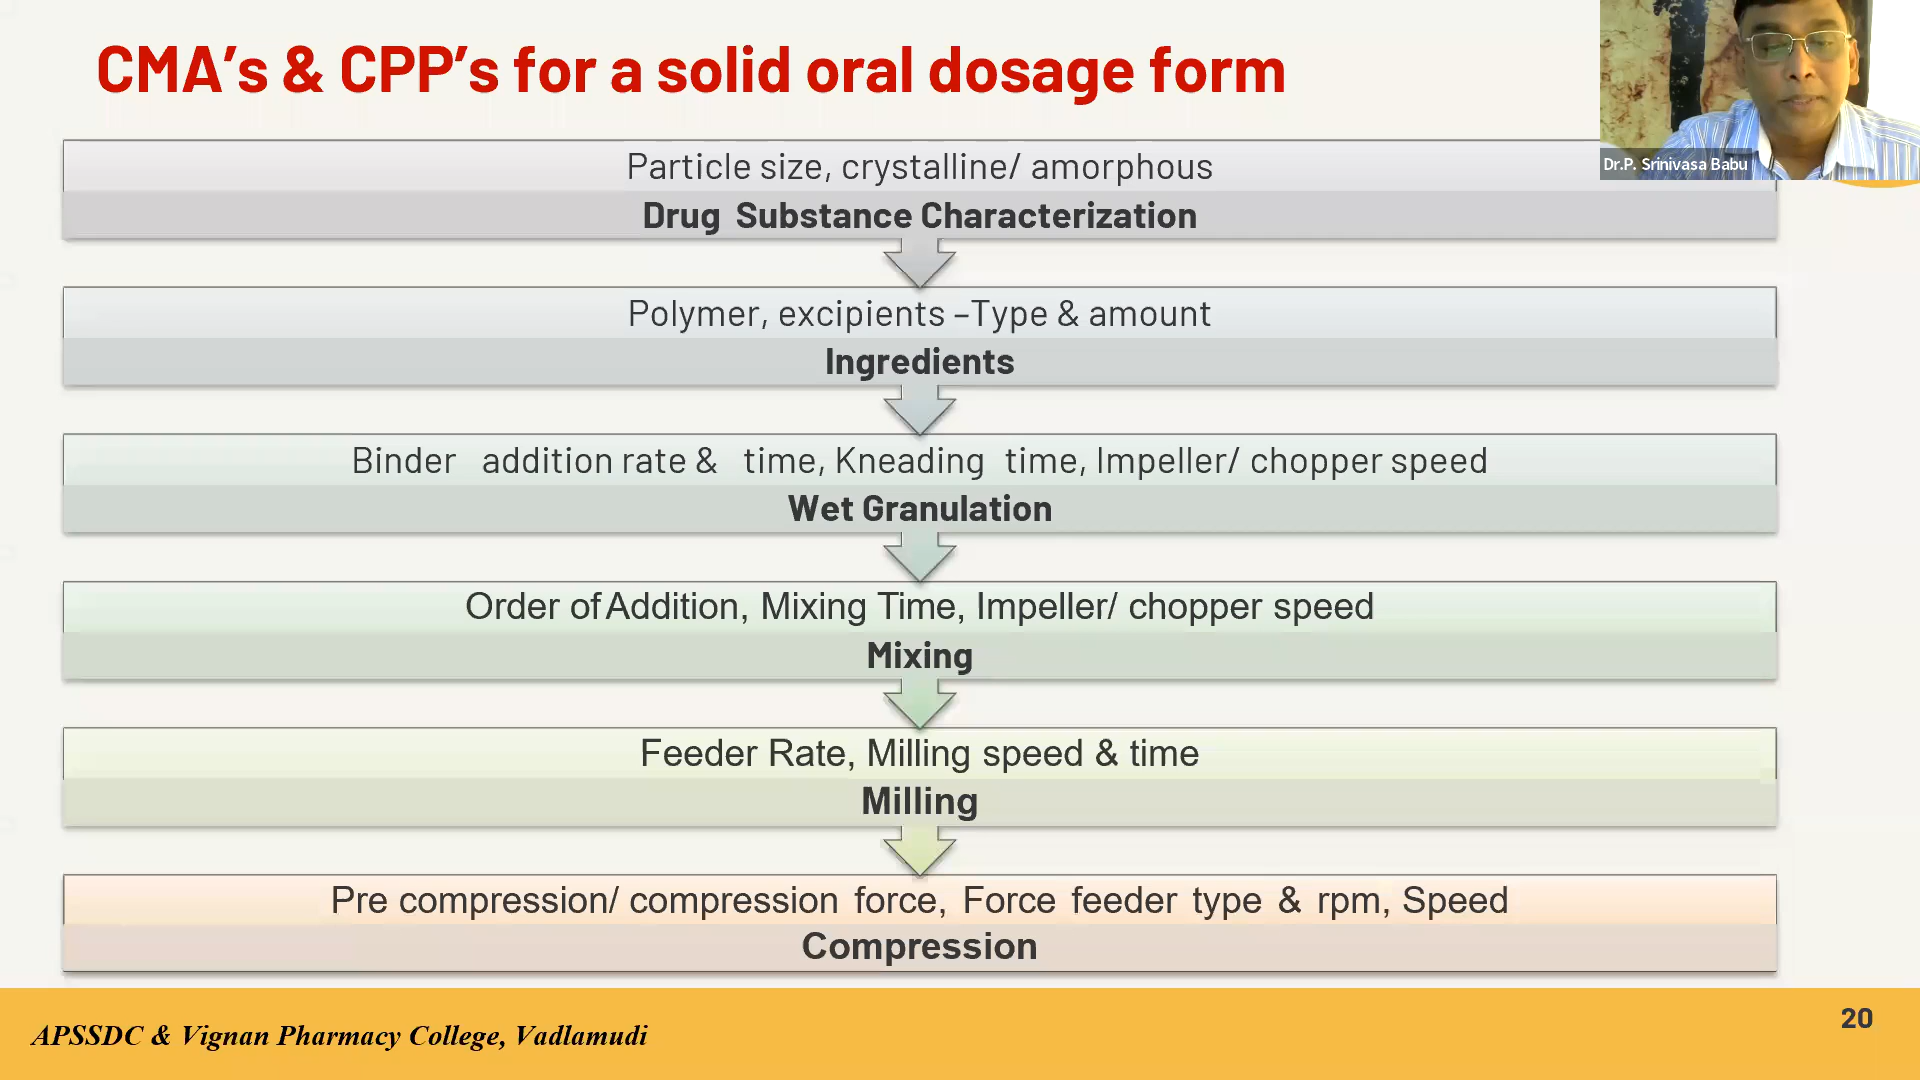 CMA’s & CPP’s for a solid oral dosage form
Dr.P. Srinivasa Babu
Particle size, crystalline/ amorphous
Drug Substance Characterization
Polymer, excipients –Type & amount
Ingredients
Binder addition rate & time, Kneading time, Impeller/ chopper speed
Wet Granulation
Order of Addition, Mixing Time, Impeller/ chopper speed
Mixing
Feeder Rate, Milling speed & time
Milling
Pre compression/ compression force, Force feeder type & rpm, Speed
Compression
APSSDC & Vignan Pharmacy College, Vadlamudi
20